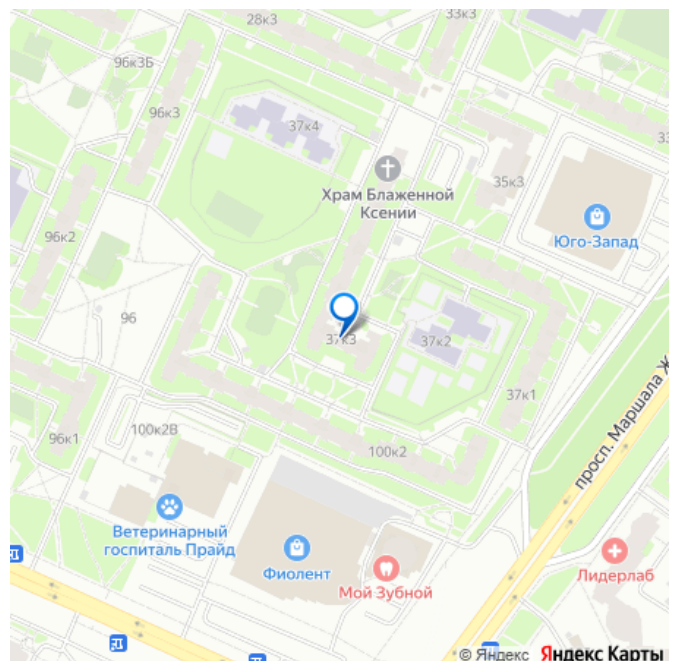 28к3
33к3
96к3Б
96к3
37к4
33
Храм Блаженной
Ксении
35к3
Юго-Запад
96к2
96
37к3
37к2
37к1
просп. Маршала Ж
100к2В
96к1
100к2
Ветеринарный
госпиталь Прайд
Фиолент
Мой Зубной
Лидерлаб
© Яндекс Яндекс Карты